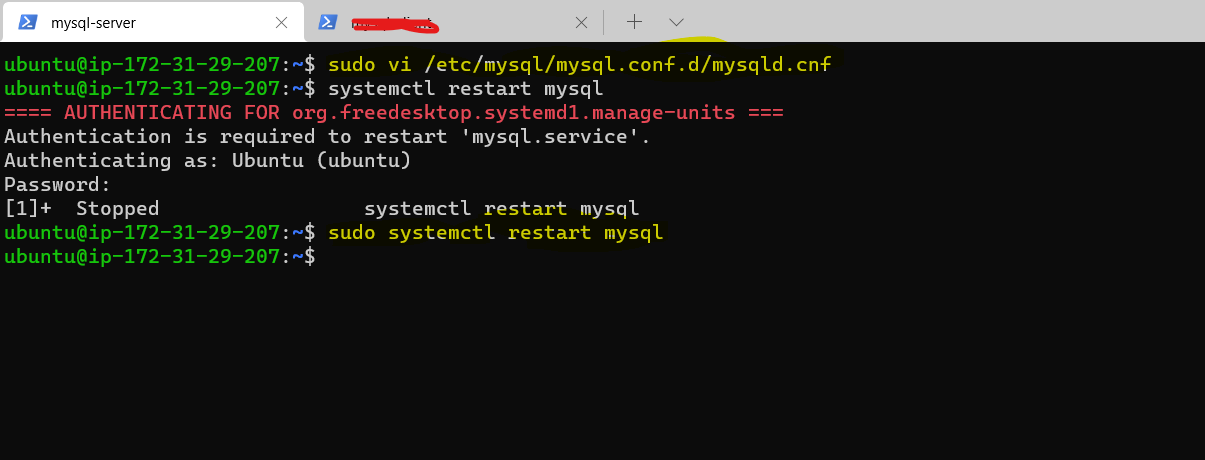 mysql-server
ubuntu@ip-172-31-29-207:~$ sudo vi /etc/mysql/mysql.conf.d/mysqld.cnf
ubuntu@ip-172-31-29-207:~$ systemctl restart mysql
==== AUTHENTICATING FOR org.freedesktop.systemd1.manage-units ===
Authentication is required to restart 'mysql.service'.
Authenticating as: Ubuntu (ubuntu)
Password:
[1]+  Stopped                 systemctl restart mysql
ubuntu@ip-172-31-29-207:~$ sudo systemctl restart mysql
ubuntu@ip-172-31-29-207:~$